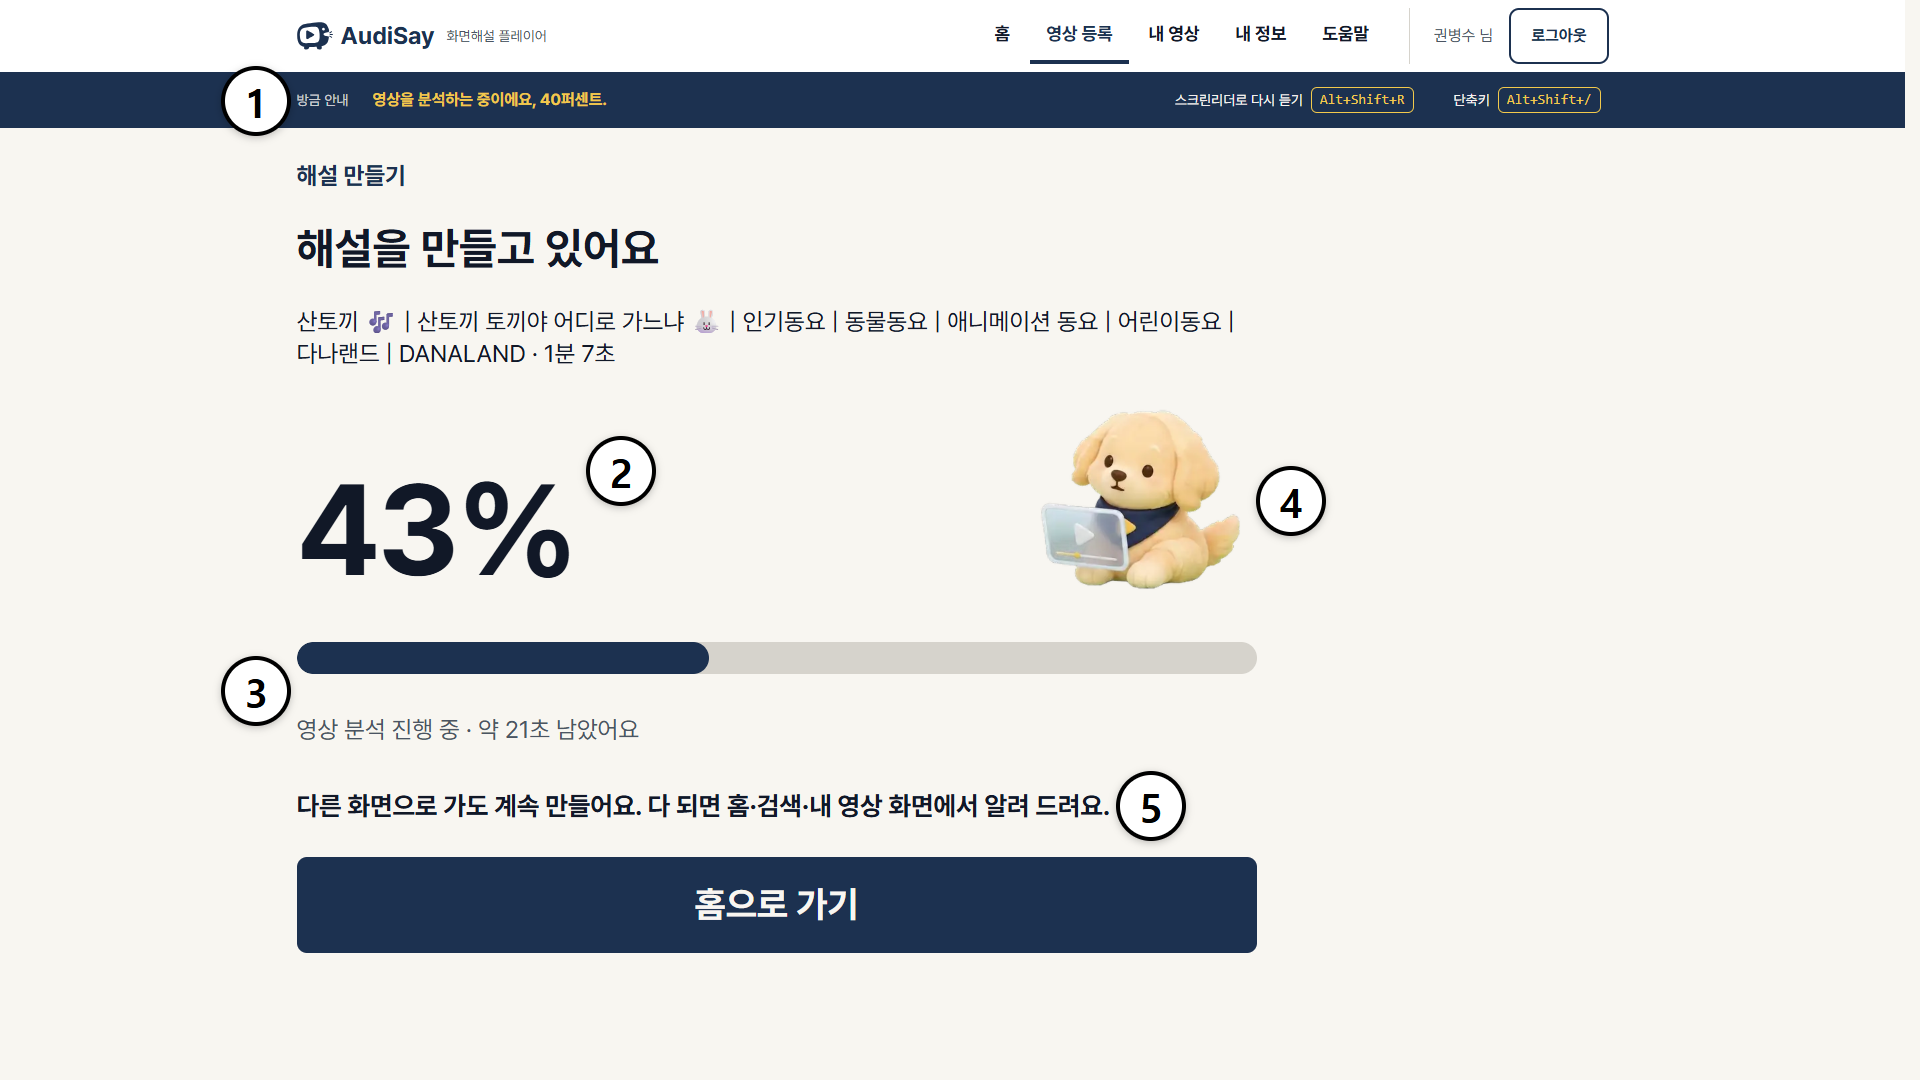 AudiSay 화면해설 플레이어 홈 영상 등록 내 영상 내 정보 도움말 권병수 님 로그아웃
1 방금 안내 영상을 분석하는 중이에요, 40퍼센트. 스크린리더로 다시 듣기 Alt+Shift+R 단축키 Alt+Shift+/
해설 만들기
해설을 만들고 있어요
산토끼 🎶 | 산토끼 토끼야 어디로 가느냐 🐰 | 인기동요 | 동물동요 | 애니메이션 동요 | 어린이동요 |
다나랜드 | DANALAND · 1분 7초
43% 2
4
3
영상 분석 진행 중 · 약 21초 남았어요
다른 화면으로 가도 계속 만들어요. 다 되면 홈·검색·내 영상 화면에서 알려 드려요. 5
홈으로 가기